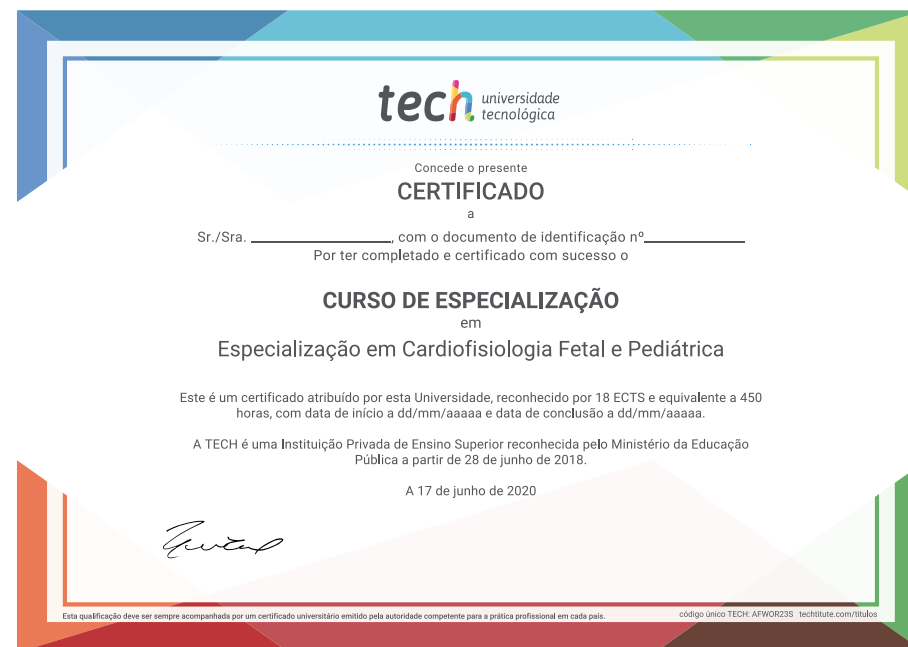 tech universidade
tecnológica
Concede o presente
CERTIFICADO
a
Sr./Sra. ____________________, com o documento de identificação nº______________
Por ter completado e certificado com sucesso o
CURSO DE ESPECIALIZAÇÃO
em
Especialização em Cardiofisiologia Fetal e Pediátrica
Este é um certificado atribuído por esta Universidade, reconhecido por 18 ECTS e equivalente a 450
horas, com data de início a dd/mm/aaaaa e data de conclusão a dd/mm/aaaaa.
A TECH é uma Instituição Privada de Ensino Superior reconhecida pelo Ministério da Educação
Pública a partir de 28 de junho de 2018.
A 17 de junho de 2020
Esta qualificação deve ser sempre acompanhada por um certificado universitário emitido pela autoridade competente para a prática profissional em cada país.
código único TECH: AFWOR23S techtitute.com/titulos